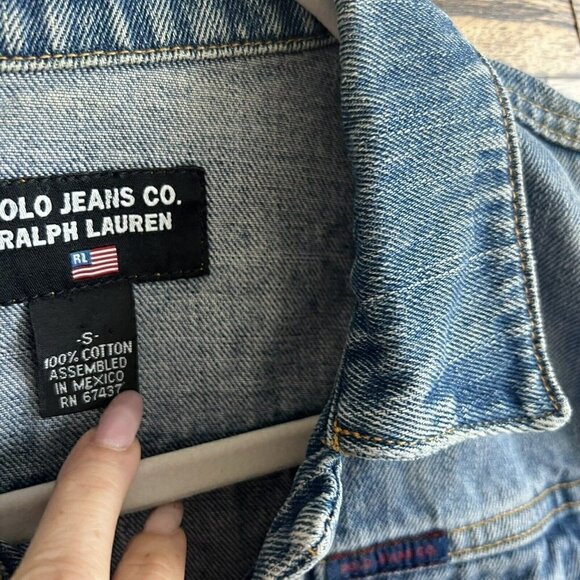 OLO JEANS CO.
RALPH LAUREN
RL
-S-
100% COTTON
ASSEMBLED
IN MEXICO
RN 67437